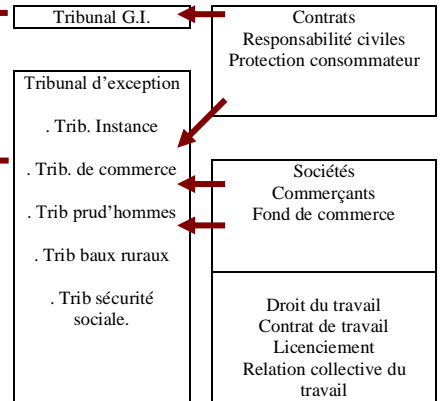 Tribunal G.I.
Tribunal d'exception
. Trib. Instance
. Trib. de commerce
. Trib prud'hommes
. Trib baux ruraux
. Trib sécurité
sociale.
Contrats
Responsabilité civiles
Protection consommateur
Sociétés
Commerçants
Fond de commerce
Droit du travail
Contrat de travail
Licenciement
Relation collective du
travail